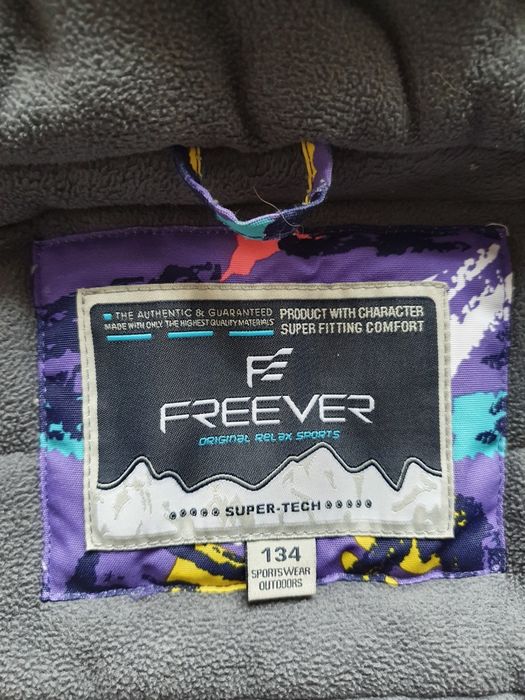 THE AUTHENTIC & GUARANTEED
MADE WITH ONLY THE HIGHEST QUALITY MATERIALS
PRODUCT WITH CHARACTER
SUPER FITTING COMFORT
FREEVER
ORIGINAL RELAX SPORTS
SUPER-TECH
134
SPORTSWEAR
OUTDOORS